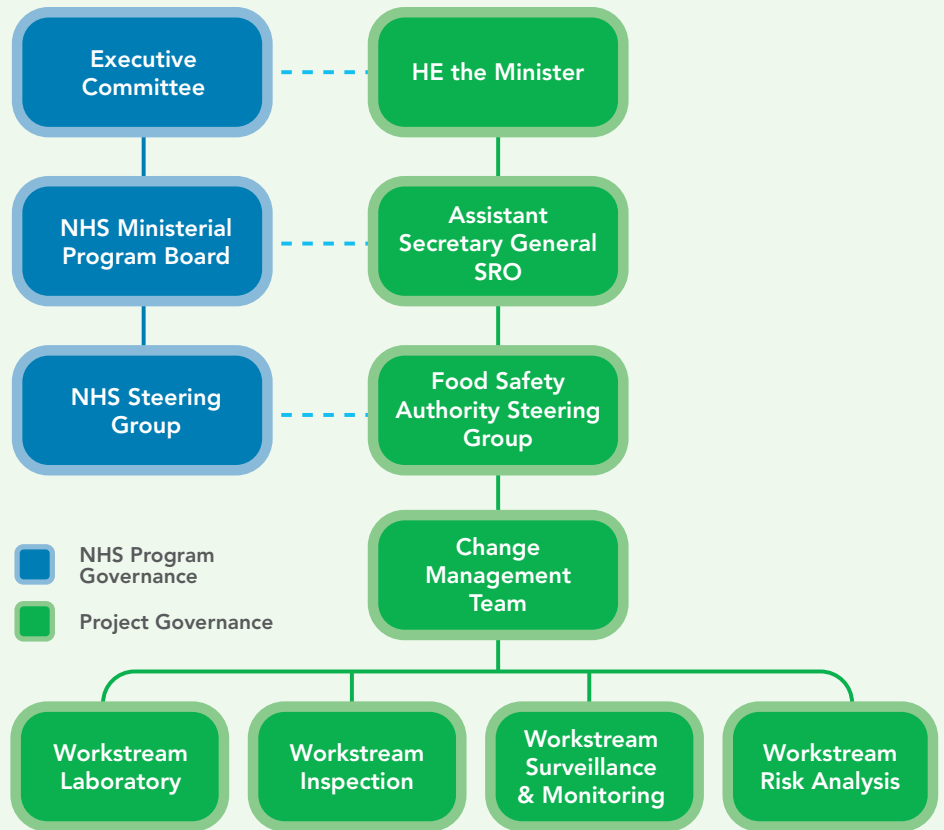 Executive
Committee
HE the Minister
NHS Ministerial
Program Board
Assistant
Secretary General
SRO
NHS Steering
Group
Food Safety
Authority Steering
Group
NHS Program
Governance
Project Governance
Change
Management
Team
Workstream
Laboratory
Workstream
Inspection
Workstream
Surveillance
& Monitoring
Workstream
Risk Analysis